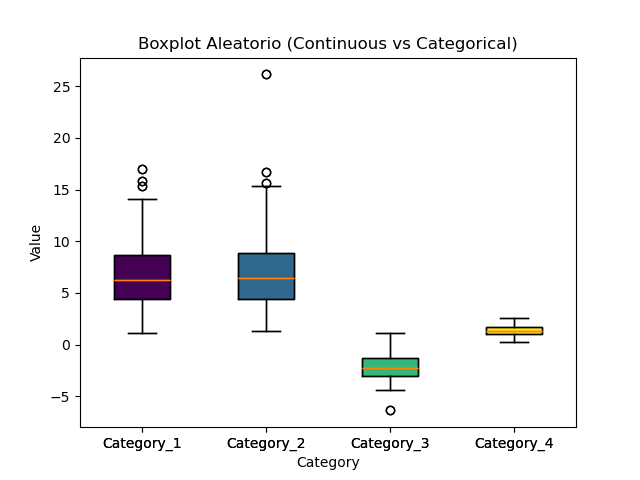 Boxplot Aleatorio (Continuous vs Categorical)
25
20
15
10
5
0
−5
Value
Category_1
Category_2
Category_3
Category_4
Category